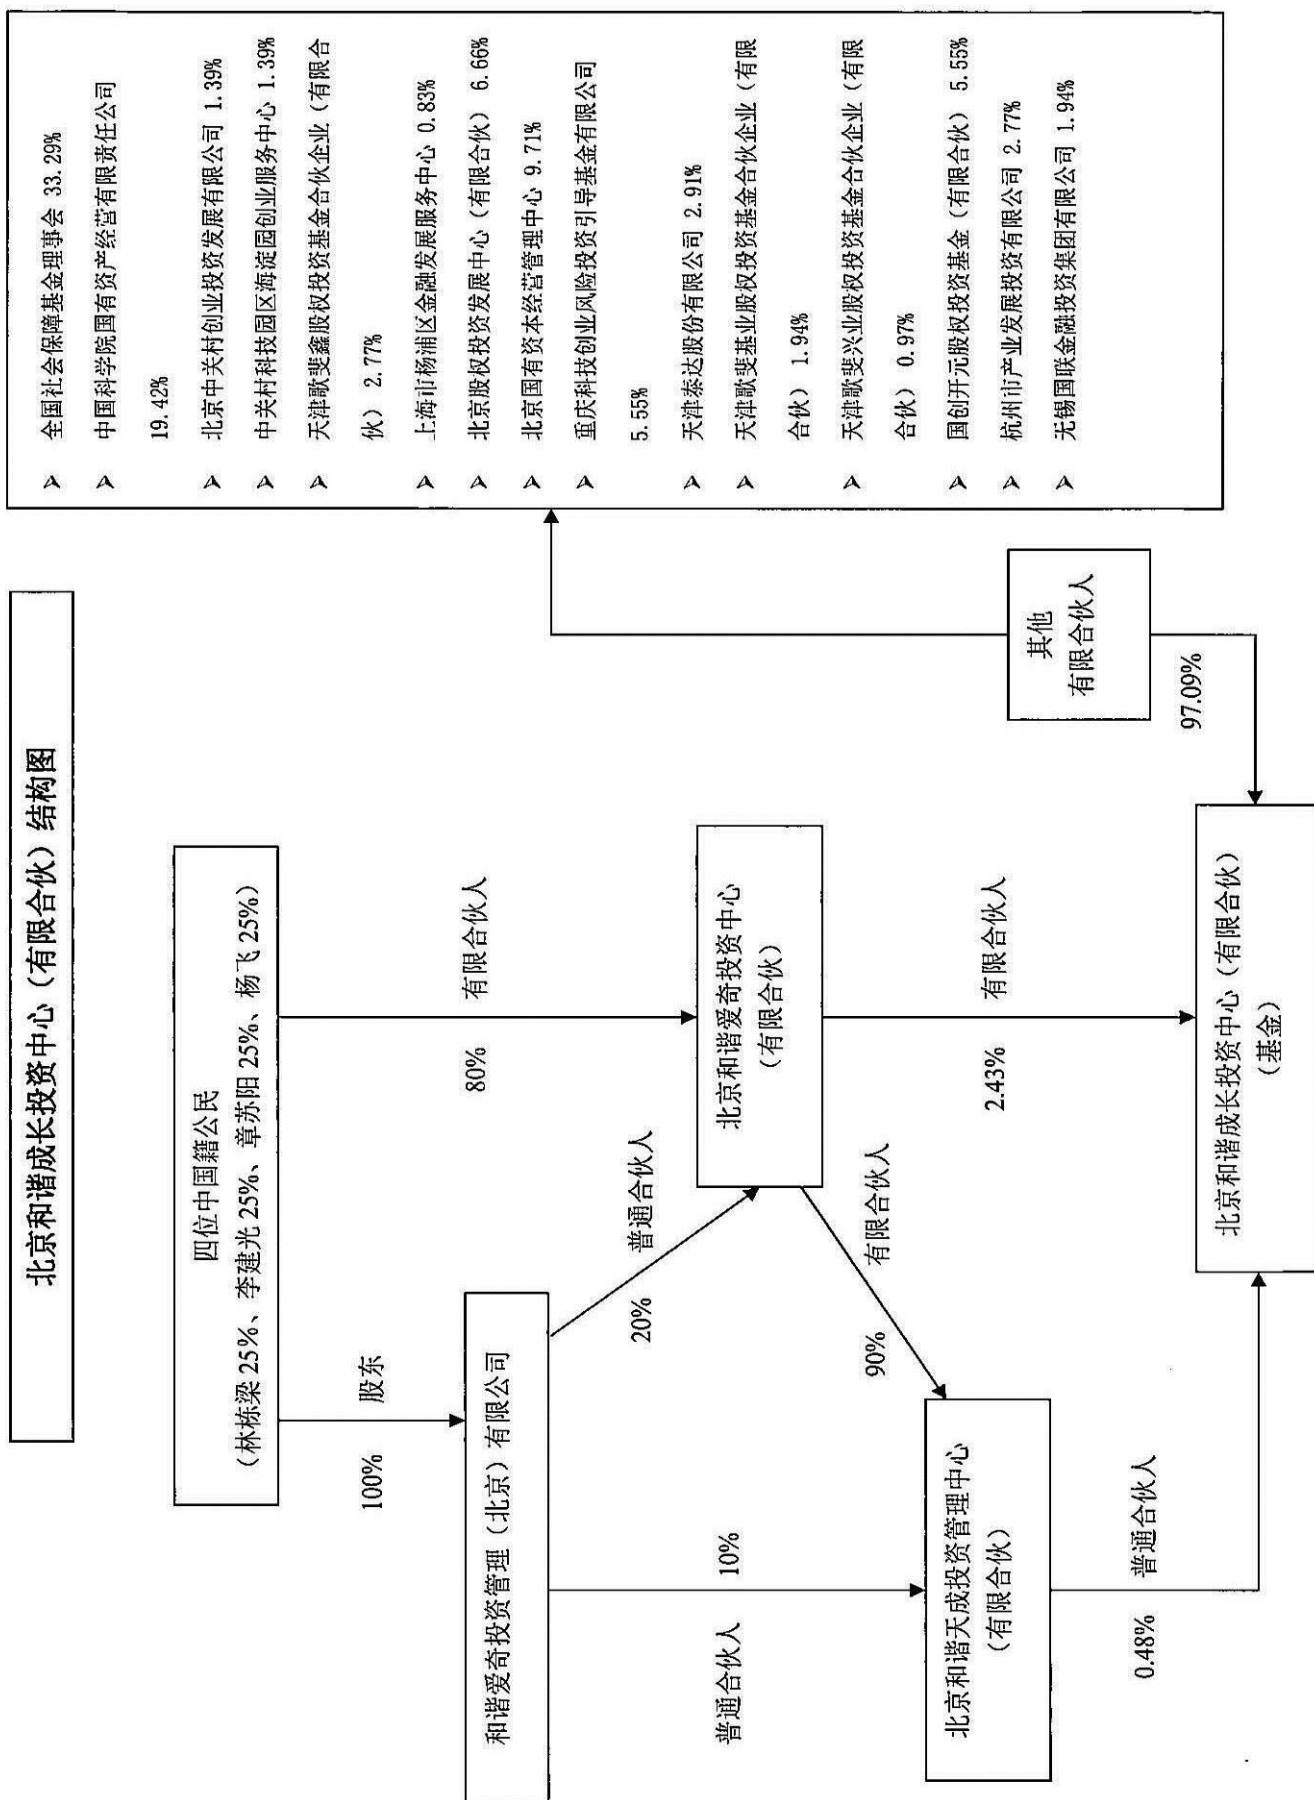 北京和谐成长投资中心（有限合伙）结构图
四位中国籍公民
（林栋梁 25%、李建光 25%、章苏阳 25%、杨飞 25%）
100%
股东
80%
有限合伙人
和谐爱奇投资管理（北京）有限公司
20%
普通合伙人
北京和谐爱奇投资中心
（有限合伙）
普通合伙人
10%
90%
有限合伙人
北京和谐天成投资管理中心
（有限合伙）
2.43%
有限合伙人
0.48%
普通合伙人
其他
有限合伙人
97.09%
北京和谐成长投资中心（有限合伙）
（基金）
➢ 全国社会保障基金理事会 33.29%
➢ 中国科学院国有资产经营有限责任公司
19.42%
➢ 北京中关村创业投资发展有限公司 1.39%
➢ 中关村科技园区海淀园创业服务中心 1.39%
➢ 天津歌斐鑫股权投资基金合伙企业（有限合
伙）2.77%
➢ 上海市杨浦区金融发展服务中心 0.83%
➢ 北京股权投资发展中心（有限合伙）6.66%
➢ 北京国有资本经营管理中心 9.71%
➢ 重庆科技创业风险投资引导基金有限公司
5.55%
➢ 天津泰达股份有限公司 2.91%
➢ 天津歌斐基业股权投资基金合伙企业（有限
合伙）1.94%
➢ 天津歌斐兴业股权投资基金合伙企业（有限
合伙）0.97%
➢ 国创开元股权投资基金（有限合伙）5.55%
➢ 杭州市产业发展投资有限公司 2.77%
➢ 无锡国联金融投资集团有限公司 1.94%